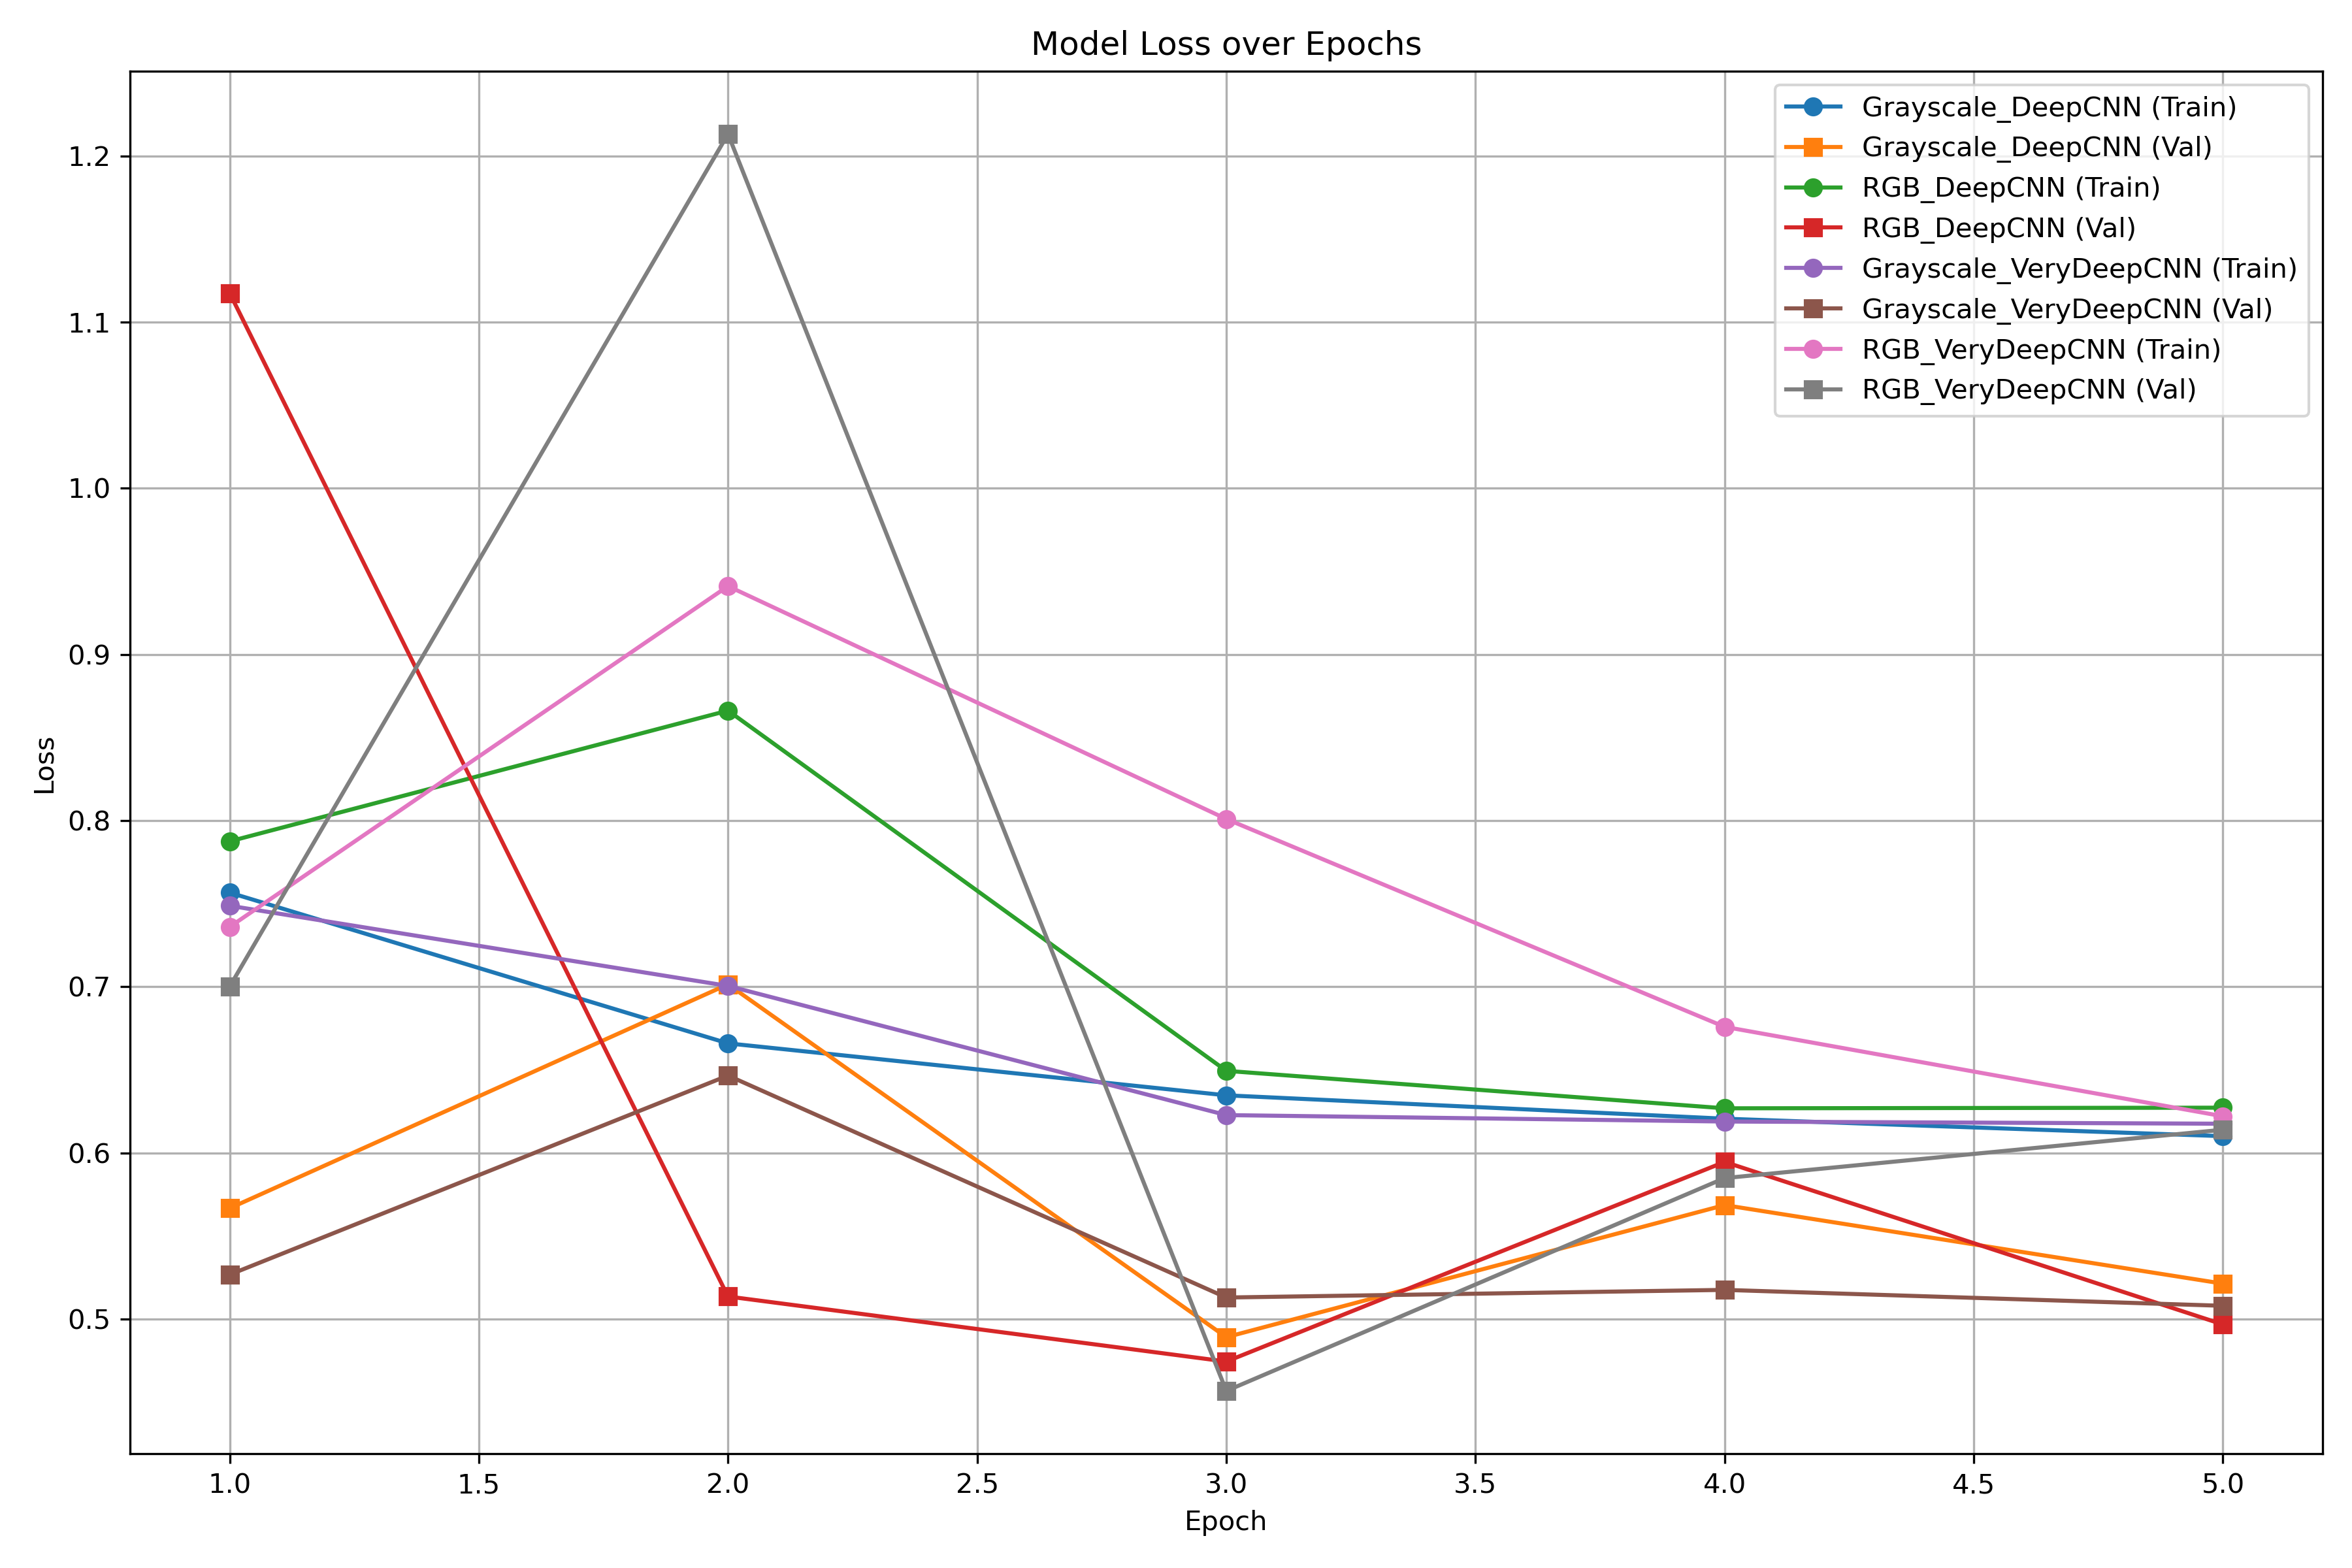 Model Loss over Epochs
Grayscale_DeepCNN (Train)
Grayscale_DeepCNN (Val)
RGB_DeepCNN (Train)
RGB_DeepCNN (Val)
Grayscale_VeryDeepCNN (Train)
Grayscale_VeryDeepCNN (Val)
RGB_VeryDeepCNN (Train)
RGB_VeryDeepCNN (Val)
Loss
1.2
1.1
1.0
0.9
0.8
0.7
0.6
0.5
1.0 1.5 2.0 2.5 3.0 3.5 4.0 4.5 5.0
Epoch